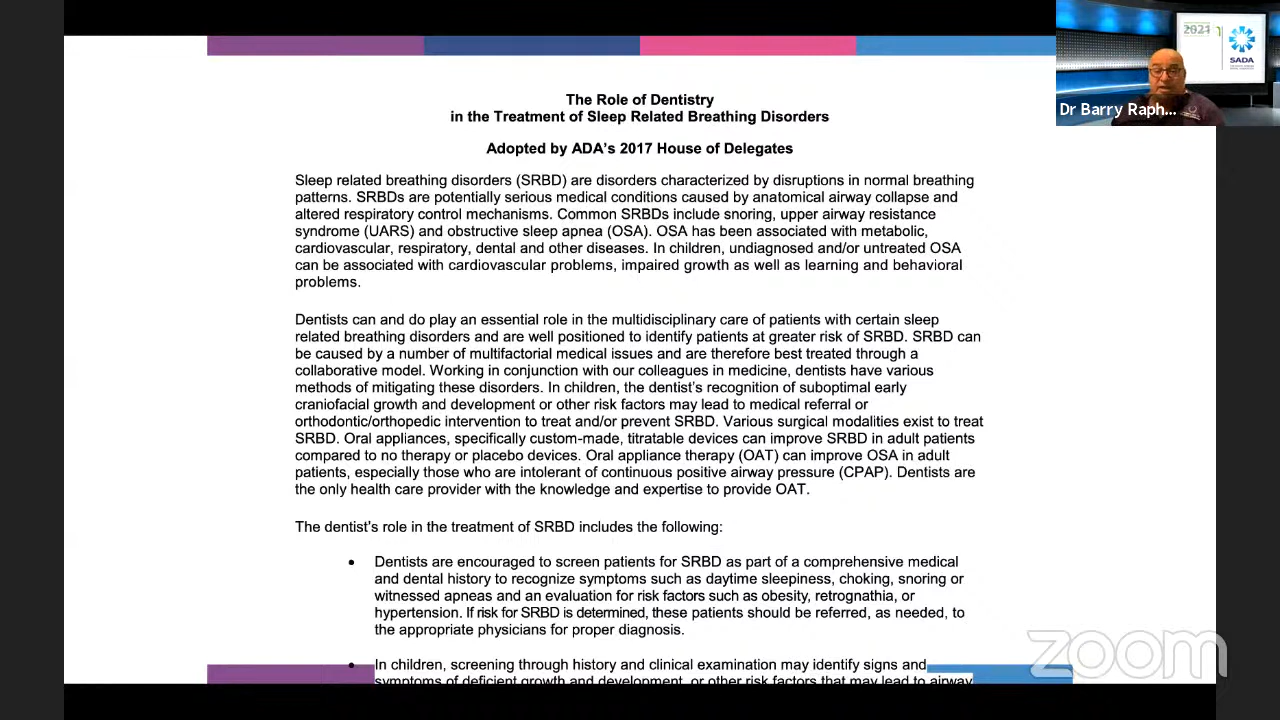 The Role of Dentistry
in the Treatment of Sleep Related Breathing Disorders
Adopted by ADA's 2017 House of Delegates
Sleep related breathing disorders (SRBD) are disorders characterized by disruptions in normal breathing
patterns. SRBDs are potentially serious medical conditions caused by anatomical airway collapse and
altered respiratory control mechanisms. Common SRBDs include snoring, upper airway resistance
syndrome (UARS) and obstructive sleep apnea (OSA). OSA has been associated with metabolic,
cardiovascular, respiratory, dental and other diseases. In children, undiagnosed and/or untreated OSA
can be associated with cardiovascular problems, impaired growth as well as learning and behavioral
problems.
Dentists can and do play an essential role in the multidisciplinary care of patients with certain sleep
related breathing disorders and are well positioned to identify patients at greater risk of SRBD. SRBD can
be caused by a number of multifactorial medical issues and are therefore best treated through a
collaborative model. Working in conjunction with our colleagues in medicine, dentists have various
methods of mitigating these disorders. In children, the dentist's recognition of suboptimal early
craniofacial growth and development or other risk factors may lead to medical referral or
orthodontic/orthopedic intervention to treat and/or prevent SRBD. Various surgical modalities exist to treat
SRBD. Oral appliances, specifically custom-made, titratable devices can improve SRBD in adult patients
compared to no therapy or placebo devices. Oral appliance therapy (OAT) can improve OSA in adult
patients, especially those who are intolerant of continuous positive airway pressure (CPAP). Dentists are
the only health care provider with the knowledge and expertise to provide OAT.
The dentist's role in the treatment of SRBD includes the following:
• Dentists are encouraged to screen patients for SRBD as part of a comprehensive medical
and dental history to recognize symptoms such as daytime sleepiness, choking, snoring or
witnessed apneas and an evaluation for risk factors such as obesity, retrognathia, or
hypertension. If risk for SRBD is determined, these patients should be referred, as needed, to
the appropriate physicians for proper diagnosis.
• In children, screening through history and clinical examination may identify signs and
symptoms of deficient growth and development, or other risk factors that may lead to airway
2021
SADA
Dr Barry Raph...
zoom